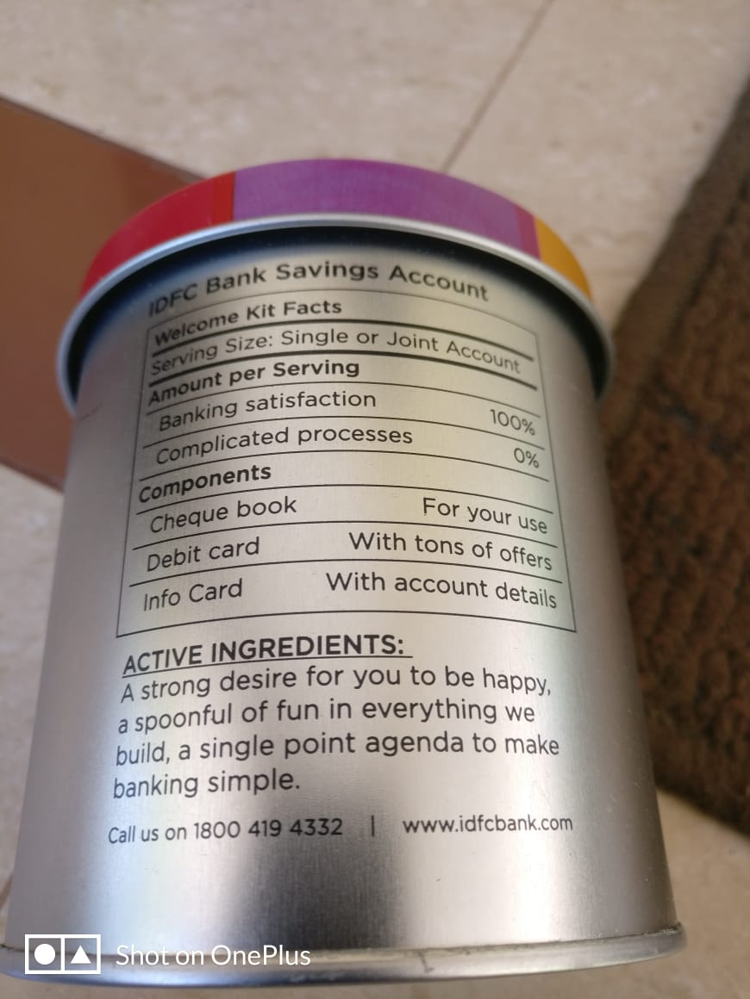 IDFC Bank Savings Account
Welcome Kit Facts
Serving Size: Single or Joint Account
Amount per Serving
Banking satisfaction 100%
Complicated processes 0%
Components
Cheque book For your use
Debit card With tons of offers
Info Card With account details
ACTIVE INGREDIENTS:
A strong desire for you to be happy,
a spoonful of fun in everything we
build, a single point agenda to make
banking simple.
Call us on 1800 419 4332 | www.idfcbank.com
Shot on OnePlus